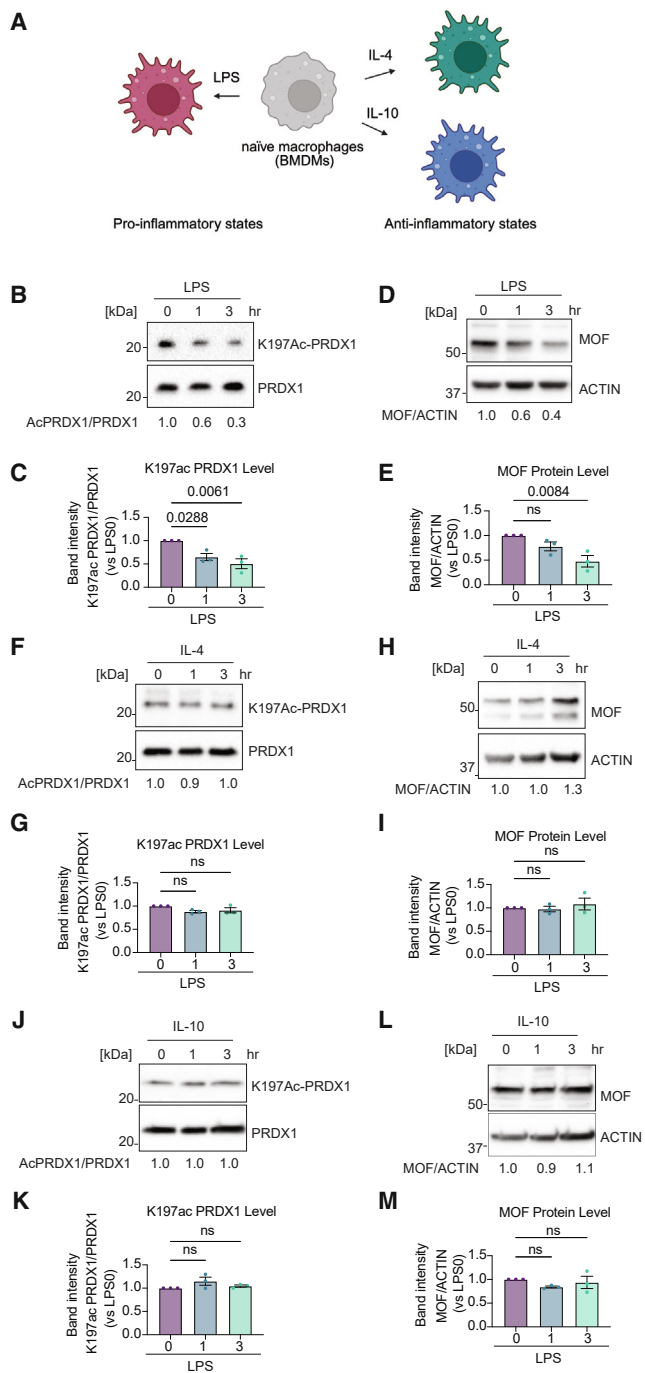 A
LPS
IL-4
IL-10
naïve macrophages
(BMDMs)
Pro-inflammatory states
Anti-inflammatory states
B
LPS
[kDa] 0 1 3 hr
20
K197Ac-PRDX1
20
PRDX1
AcPRDX1/PRDX1 1.0 0.6 0.3
D
LPS
[kDa] 0 1 3 hr
50
MOF
37
ACTIN
MOF/ACTIN 1.0 0.6 0.4
C
K197ac PRDX1 Level
0.0061
0.0288
Band intensity
K197ac PRDX1/PRDX1
(vs LPS0)
1.5
1.0
0.5
0.0
0 1 3
LPS
E
MOF Protein Level
0.0084
ns
Band intensity
MOF/ACTIN
(vs LPS0)
1.5
1.0
0.5
0.0
0 1 3
LPS
F
IL-4
[kDa] 0 1 3 hr
20
K197Ac-PRDX1
20
PRDX1
AcPRDX1/PRDX1 1.0 0.9 1.0
H
IL-4
[kDa] 0 1 3 hr
50
MOF
37
ACTIN
MOF/ACTIN 1.0 1.0 1.3
G
K197ac PRDX1 Level
ns
ns
Band intensity
K197ac PRDX1/PRDX1
(vs LPS0)
1.5
1.0
0.5
0.0
0 1 3
LPS
I
MOF Protein Level
ns
ns
Band intensity
MOF/ACTIN
(vs LPS0)
1.5
1.0
0.5
0.0
0 1 3
LPS
J
IL-10
[kDa] 0 1 3 hr
20
K197Ac-PRDX1
20
PRDX1
AcPRDX1/PRDX1 1.0 1.0 1.0
L
IL-10
[kDa] 0 1 3 hr
50
MOF
37
ACTIN
MOF/ACTIN 1.0 0.9 1.1
K
K197ac PRDX1 Level
ns
ns
Band intensity
K197ac PRDX1/PRDX1
(vs LPS0)
1.5
1.0
0.5
0.0
0 1 3
LPS
M
MOF Protein Level
ns
ns
Band intensity
MOF/ACTIN
(vs LPS0)
1.5
1.0
0.5
0.0
0 1 3
LPS